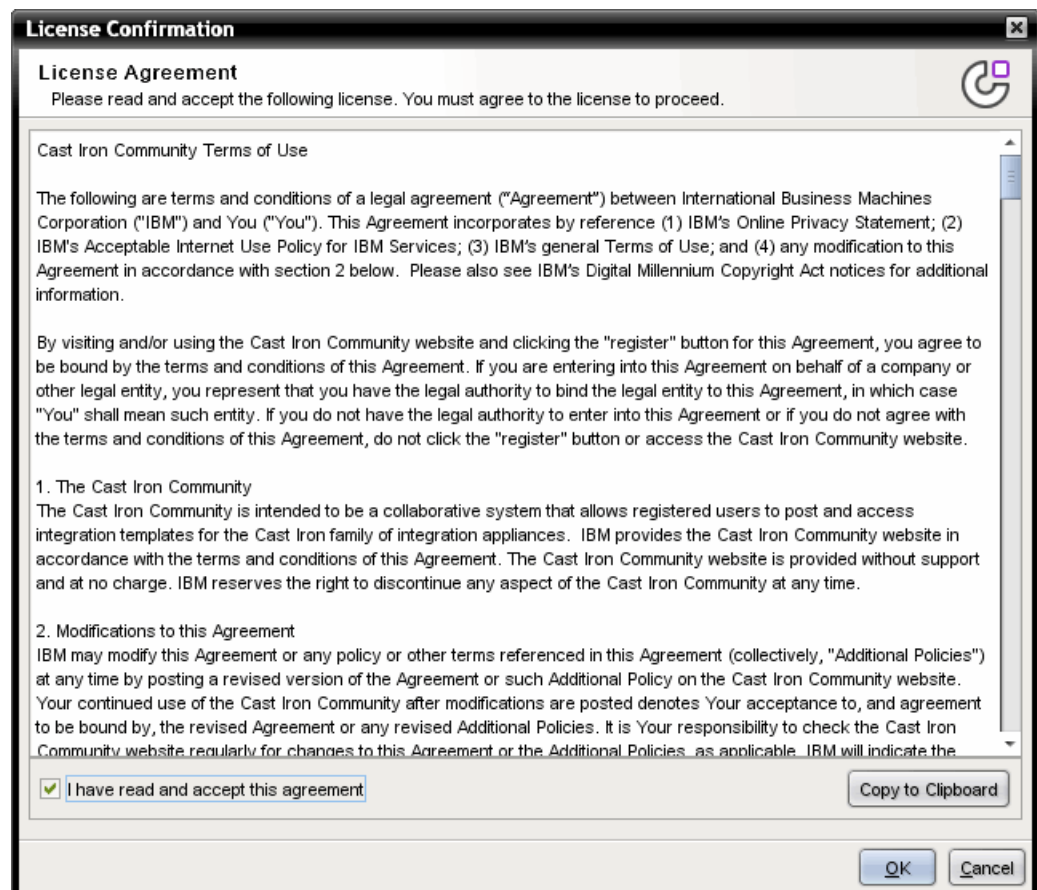 License Confirmation
License Agreement
Please read and accept the following license. You must agree to the license to proceed.
Cast Iron Community Terms of Use
The following are terms and conditions of a legal agreement (“Agreement”) between International Business Machines
Corporation ("IBM") and You ("You"). This Agreement incorporates by reference (1) IBM's Online Privacy Statement; (2)
IBM's Acceptable Internet Use Policy for IBM Services; (3) IBM's general Terms of Use; and (4) any modification to this
Agreement in accordance with section 2 below.  Please also see IBM's Digital Millennium Copyright Act notices for additional
information.
By visiting and/or using the Cast Iron Community website and clicking the "register" button for this Agreement, you agree to
be bound by the terms and conditions of this Agreement. If you are entering into this Agreement on behalf of a company or
other legal entity, you represent that you have the legal authority to bind the legal entity to this Agreement, in which case
"You" shall mean such entity. If you do not have the legal authority to enter into this Agreement or if you do not agree with
the terms and conditions of this Agreement, do not click the "register" button or access the Cast Iron Community website.
1. The Cast Iron Community
The Cast Iron Community is intended to be a collaborative system that allows registered users to post and access
integration templates for the Cast Iron family of integration appliances.  IBM provides the Cast Iron Community website in
accordance with the terms and conditions of this Agreement. The Cast Iron Community website is provided without support
and at no charge. IBM reserves the right to discontinue any aspect of the Cast Iron Community at any time.
2. Modifications to this Agreement
IBM may modify this Agreement or any policy or other terms referenced in this Agreement (collectively, "Additional Policies")
at any time by posting a revised version of the Agreement or such Additional Policy on the Cast Iron Community website.
Your continued use of the Cast Iron Community after modifications are posted denotes Your acceptance to, and agreement
to be bound by, the revised Agreement or any revised Additional Policies. It is Your responsibility to check the Cast Iron
Community website regularly for changes to this Agreement or the Additional Policies, as applicable. IBM will indicate the
I have read and accept this agreement
Copy to Clipboard
OK
Cancel